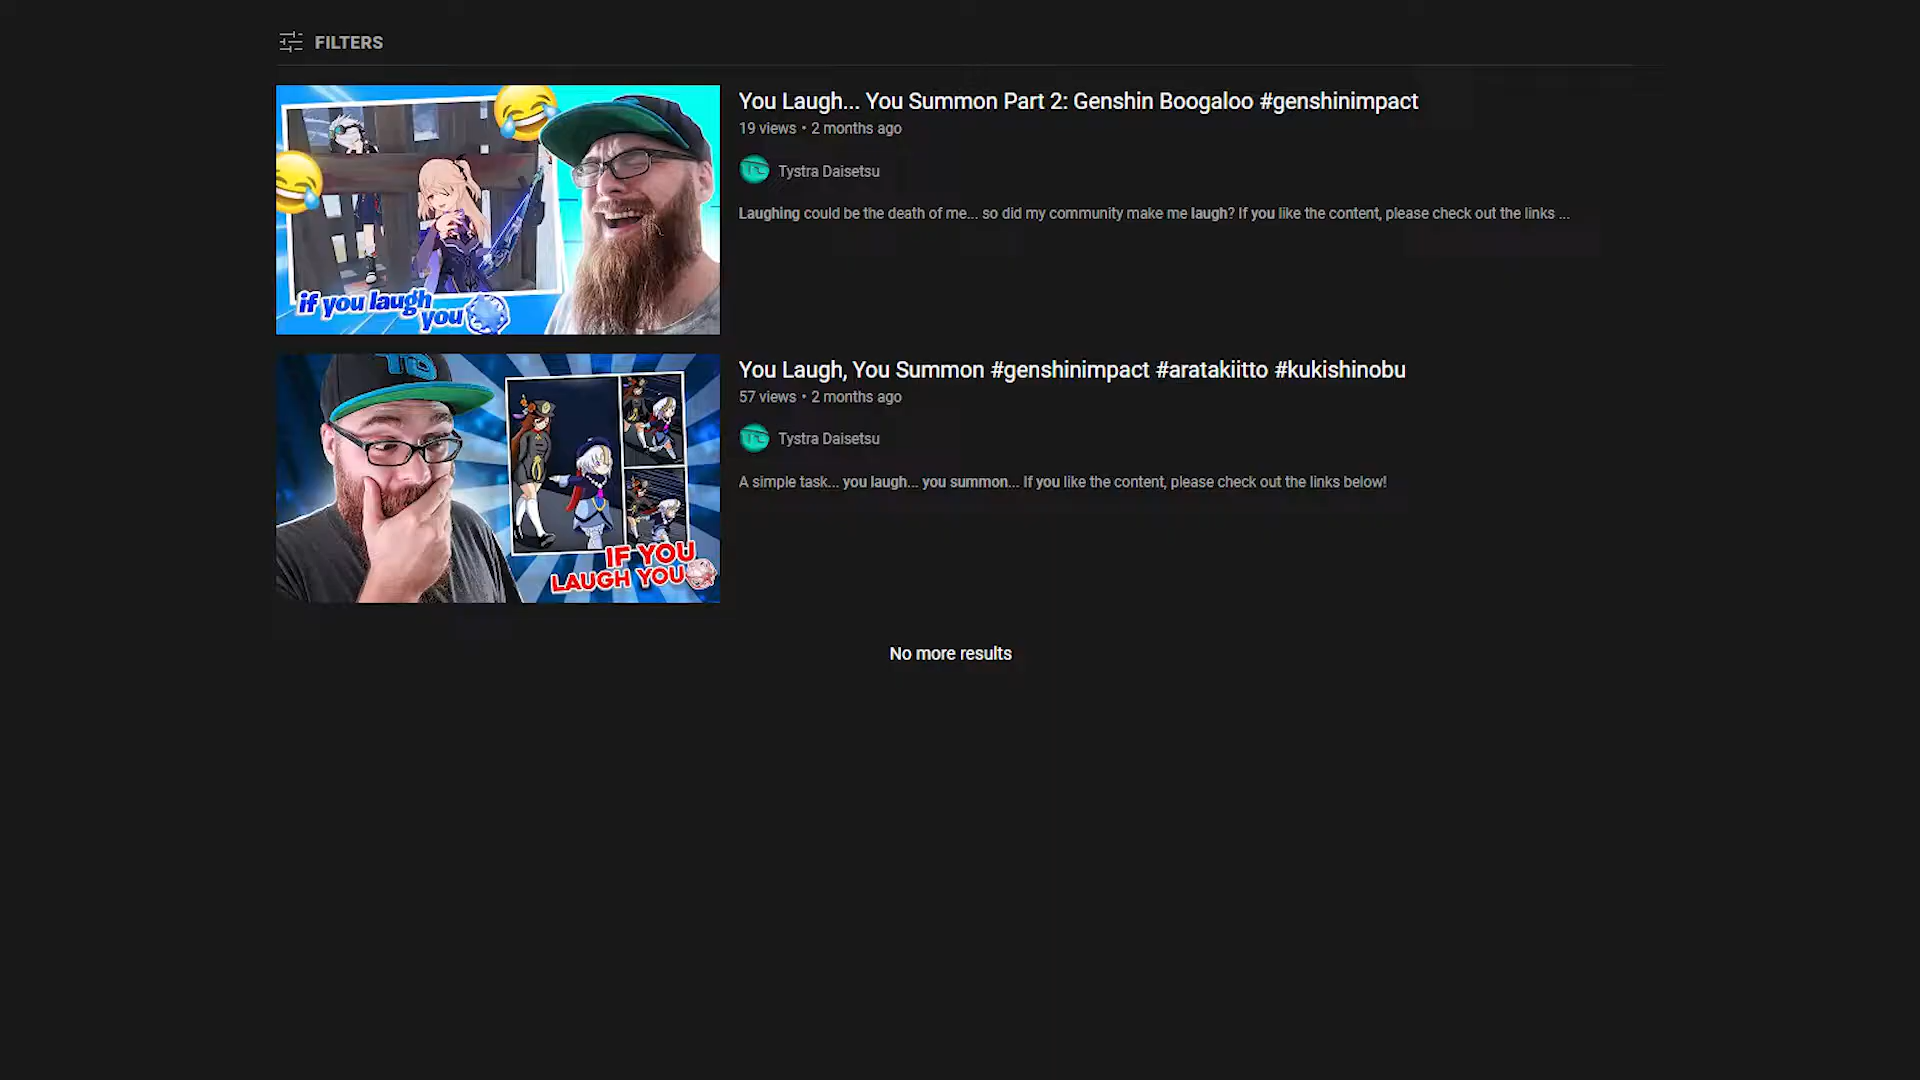 FILTERS
You Laugh... You Summon Part 2: Genshin Boogaloo #genshinimpact
19 views • 2 months ago
Tystra Daisetsu
Laughing could be the death of me... so did my community make me laugh? If you like the content, please check out the links ...
if you laugh
you
You Laugh, You Summon #genshinimpact #aratakiitto #kukishinobu
57 views • 2 months ago
Tystra Daisetsu
A simple task... you laugh... you summon... If you like the content, please check out the links below!
IF YOU
LAUGH YOU
No more results